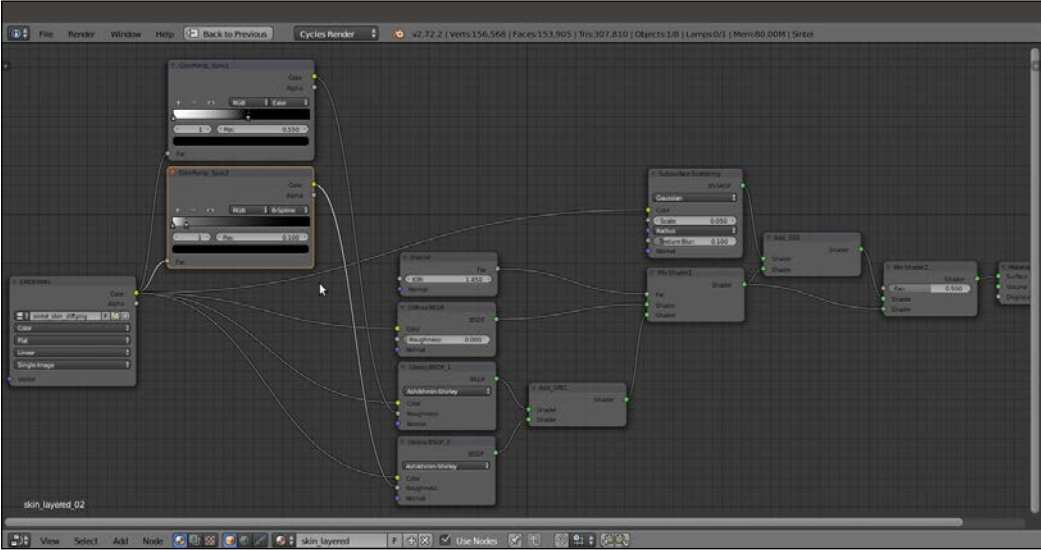 File Render Window Help Back to Previous Cycles Render v2.72.2 | Verts:156,568 | Faces:153,905 | Tris:307,810 | Objects:1/8 | Lamps:0/1 | Mem:80.00M | Sintel
ColorRamp_Spec1
Color
Alpha
RGB Ease
1 Pos: 0.550
Fac
ColorRamp_Spec2
Color
Alpha
RGB B-Spline
1 Pos: 0.100
Fac
Color
Alpha
F
Color
Flat
Linear
Single Image
Vector
Fresnel
Fac
IOR: 1.450
Normal
Diffuse BSDF
BSDF
Color
Roughness: 0.000
Normal
Glossy BSDF_1
BSDF
Ashikhmin-Shirley
Color
Roughness
Normal
Glossy BSDF_2
BSDF
Ashikhmin-Shirley
Color
Roughness
Normal
Add_SPEC
Shader
Shader
Shader
Subsurface Scattering
BSSRDF
Gaussian
Color
Scale: 0.050
Radius
Texture Blur: 0.100
Normal
Mix Shader1
Shader
Fac
Shader
Shader
Add_SSS
Shader
Shader
Shader
Mix Shader2
Shader
Fac: 0.500
Shader
Shader
Material
Surface
Volume
Displace
skin_layered_02
View Select Add Node skin_layered F Use Nodes